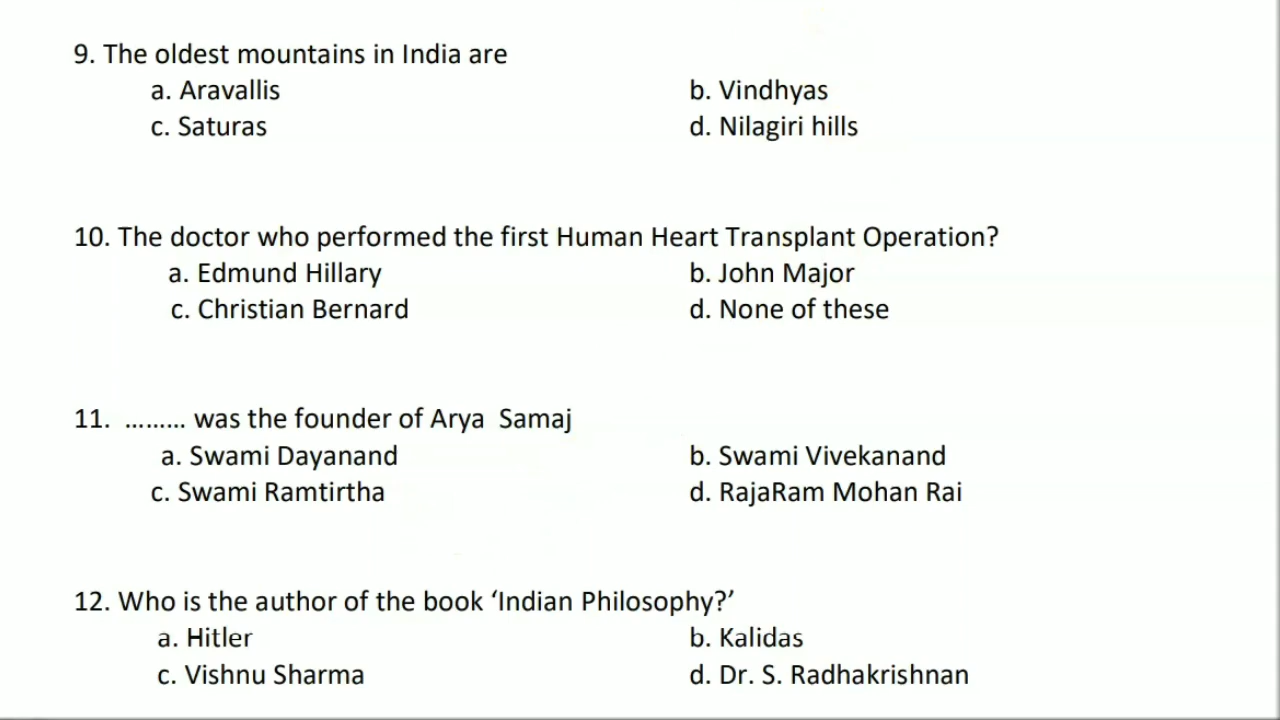 9. The oldest mountains in India are
a. Aravallis b. Vindhyas
c. Saturas d. Nilagiri hills
10. The doctor who performed the first Human Heart Transplant Operation?
a. Edmund Hillary b. John Major
c. Christian Bernard d. None of these
11. ......... was the founder of Arya Samaj
a. Swami Dayanand b. Swami Vivekanand
c. Swami Ramtirtha d. RajaRam Mohan Rai
12. Who is the author of the book ‘Indian Philosophy?’
a. Hitler b. Kalidas
c. Vishnu Sharma d. Dr. S. Radhakrishnan